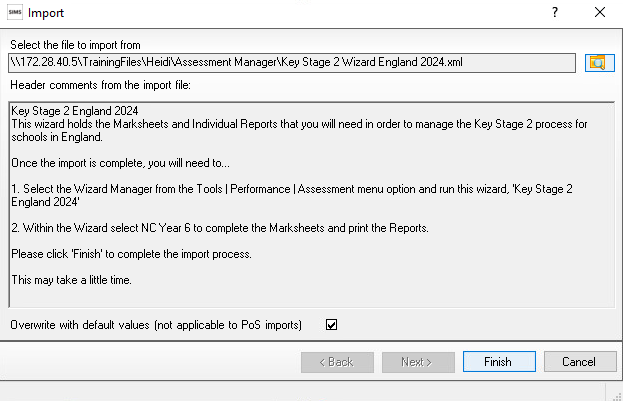 SIMS Import ?
Select the file to import from
\\172.28.40.5\TrainingFiles\Heidi\Assessment Manager\Key Stage 2 Wizard England 2024.xml
Header comments from the import file:
Key Stage 2 England 2024
This wizard holds the Marksheets and Individual Reports that you will need in order to manage the Key Stage 2 process for
schools in England.
Once the import is complete, you will need to...
1. Select the Wizard Manager from the Tools | Performance | Assessment menu option and run this wizard, 'Key Stage 2
England 2024'
2. Within the Wizard select NC Year 6 to complete the Marksheets and print the Reports.
Please click 'Finish' to complete the import process.
This may take a little time.
Overwrite with default values (not applicable to PoS imports)
< Back Next > Finish Cancel